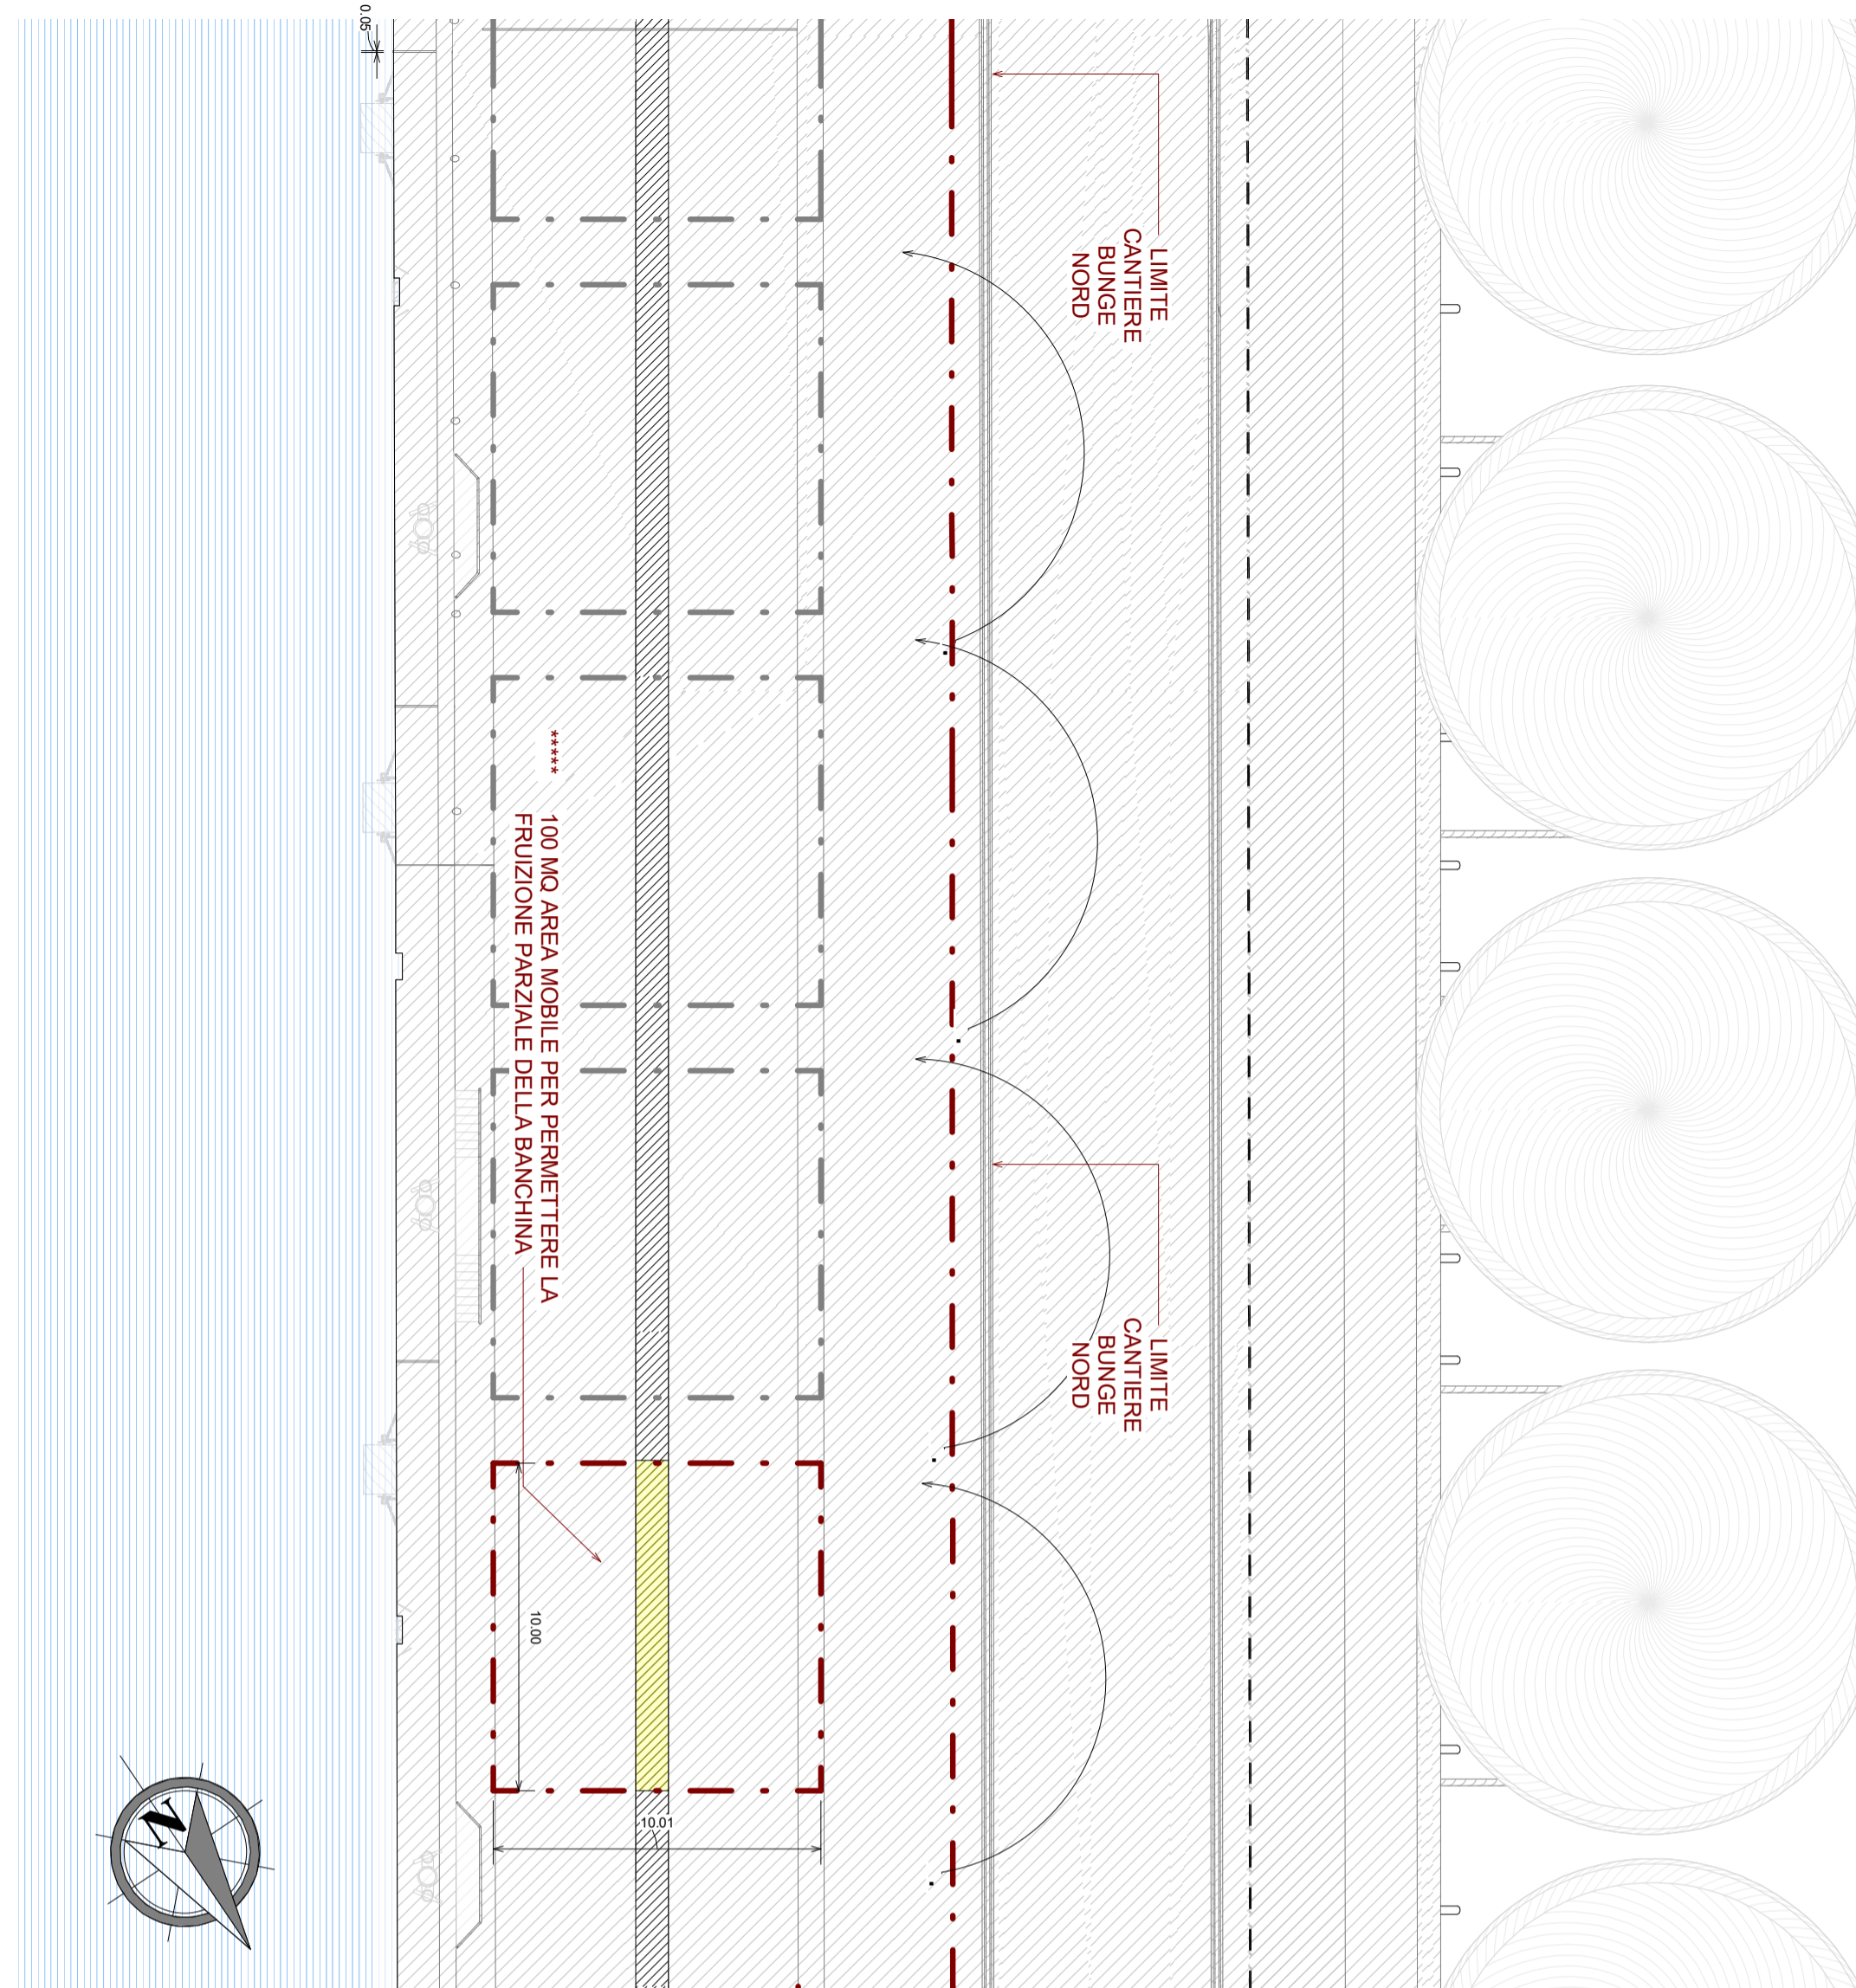 0.05
LIMITE
CANTIERE
BUNGE
NORD
*****
100 MQ AREA MOBILE PER PERMETTERE LA
FRUIZIONE PARZIALE DELLA BANCHINA
LIMITE
CANTIERE
BUNGE
NORD
10.00
10.01
N